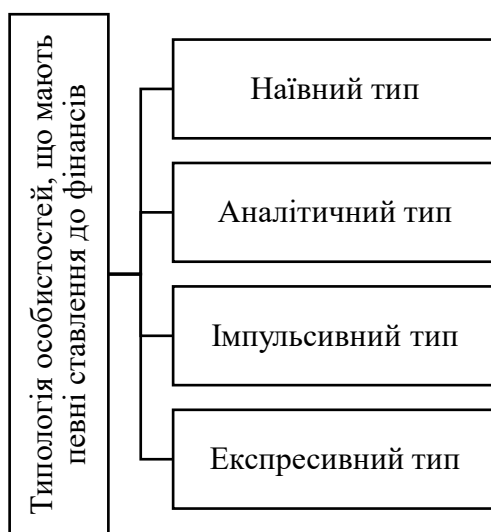 Типологія особистостей, що мають
певні ставлення до фінансів
Наївний тип
Аналітичний тип
Імпульсивний тип
Експресивний тип